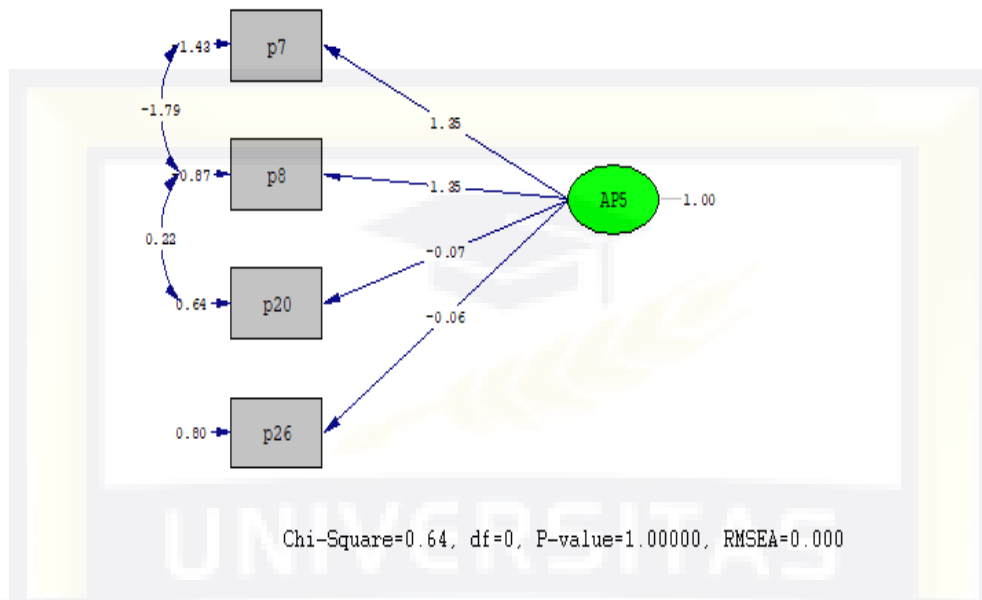 1.43 p7
-1.79
1.35
0.87 p8
1.35
AP5 1.00
0.22
-0.07
0.64 p20
-0.06
0.80 p26
Chi-Square=0.64, df=0, P-value=1.00000, RMSEA=0.000
UNIVERSITAS